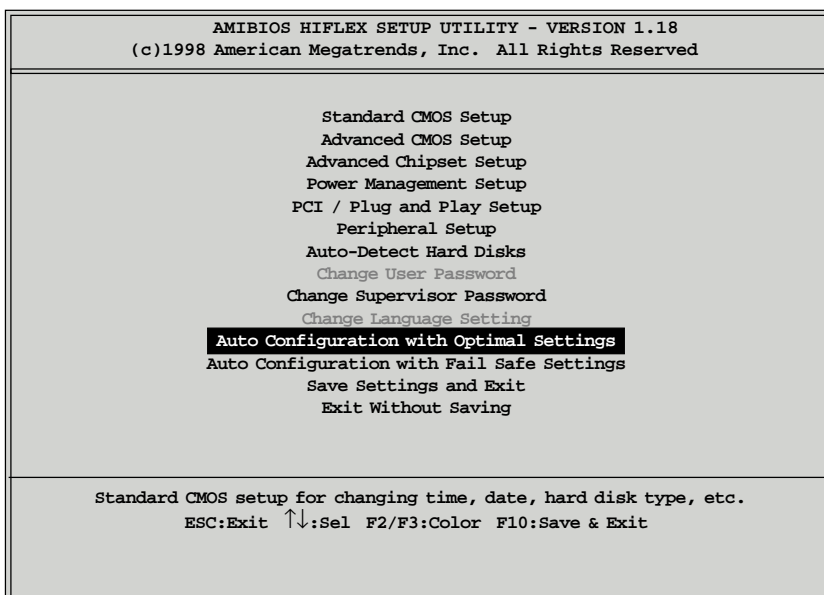 AMIBIOS HIFLEX SETUP UTILITY - VERSION 1.18
(c)1998 American Megatrends, Inc. All Rights Reserved
Standard CMOS Setup
Advanced CMOS Setup
Advanced Chipset Setup
Power Management Setup
PCI / Plug and Play Setup
Peripheral Setup
Auto-Detect Hard Disks
Change User Password
Change Supervisor Password
Change Language Setting
Auto Configuration with Optimal Settings
Auto Configuration with Fail Safe Settings
Save Settings and Exit
Exit Without Saving
Standard CMOS setup for changing time, date, hard disk type, etc.
ESC:Exit ↑↓:Sel F2/F3:Color F10:Save & Exit